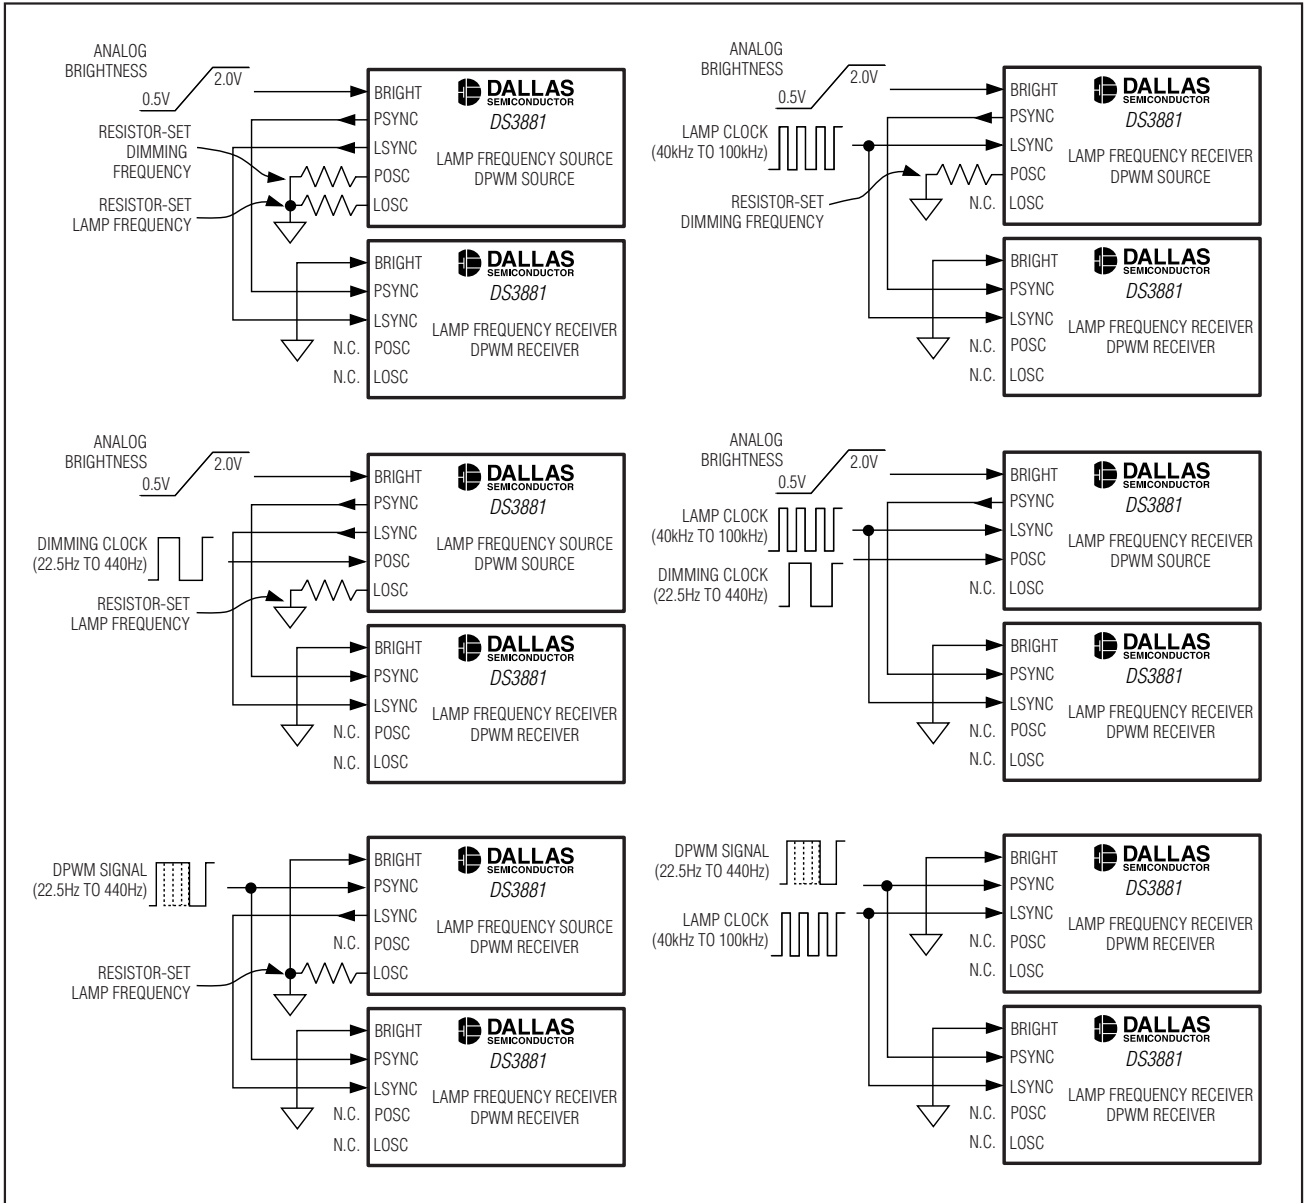 ANALOG
BRIGHTNESS
0.5V
2.0V
RESISTOR-SET
DIMMING
FREQUENCY
RESISTOR-SET
LAMP FREQUENCY
BRIGHT
PSYNC
LSYNC
POSC
LOSC
DALLAS
SEMICONDUCTOR
DS3881
LAMP FREQUENCY SOURCE
DPWM SOURCE
BRIGHT
PSYNC
LSYNC
N.C. POSC
N.C. LOSC
DALLAS
SEMICONDUCTOR
DS3881
LAMP FREQUENCY RECEIVER
DPWM RECEIVER
ANALOG
BRIGHTNESS
0.5V
2.0V
LAMP CLOCK
(40kHz TO 100kHz)
RESISTOR-SET
DIMMING FREQUENCY
BRIGHT
PSYNC
LSYNC
POSC
N.C. LOSC
DALLAS
SEMICONDUCTOR
DS3881
LAMP FREQUENCY RECEIVER
DPWM SOURCE
BRIGHT
PSYNC
LSYNC
N.C. POSC
N.C. LOSC
DALLAS
SEMICONDUCTOR
DS3881
LAMP FREQUENCY RECEIVER
DPWM RECEIVER
ANALOG
BRIGHTNESS
0.5V
2.0V
DIMMING CLOCK
(22.5Hz TO 440Hz)
RESISTOR-SET
LAMP FREQUENCY
BRIGHT
PSYNC
LSYNC
POSC
LOSC
DALLAS
SEMICONDUCTOR
DS3881
LAMP FREQUENCY SOURCE
DPWM SOURCE
BRIGHT
PSYNC
LSYNC
N.C. POSC
N.C. LOSC
DALLAS
SEMICONDUCTOR
DS3881
LAMP FREQUENCY RECEIVER
DPWM RECEIVER
ANALOG
BRIGHTNESS
0.5V
2.0V
LAMP CLOCK
(40kHz TO 100kHz)
DIMMING CLOCK
(22.5Hz TO 440Hz)
BRIGHT
PSYNC
LSYNC
POSC
N.C. LOSC
DALLAS
SEMICONDUCTOR
DS3881
LAMP FREQUENCY RECEIVER
DPWM SOURCE
BRIGHT
PSYNC
LSYNC
N.C. POSC
N.C. LOSC
DALLAS
SEMICONDUCTOR
DS3881
LAMP FREQUENCY RECEIVER
DPWM RECEIVER
DPWM SIGNAL
(22.5Hz TO 440Hz)
RESISTOR-SET
LAMP FREQUENCY
BRIGHT
PSYNC
LSYNC
N.C. POSC
LOSC
DALLAS
SEMICONDUCTOR
DS3881
LAMP FREQUENCY SOURCE
DPWM RECEIVER
BRIGHT
PSYNC
LSYNC
N.C. POSC
N.C. LOSC
DALLAS
SEMICONDUCTOR
DS3881
LAMP FREQUENCY RECEIVER
DPWM RECEIVER
DPWM SIGNAL
(22.5Hz TO 440Hz)
LAMP CLOCK
(40kHz TO 100kHz)
BRIGHT
PSYNC
LSYNC
N.C. POSC
N.C. LOSC
DALLAS
SEMICONDUCTOR
DS3881
LAMP FREQUENCY RECEIVER
DPWM RECEIVER
BRIGHT
PSYNC
LSYNC
N.C. POSC
N.C. LOSC
DALLAS
SEMICONDUCTOR
DS3881
LAMP FREQUENCY RECEIVER
DPWM RECEIVER